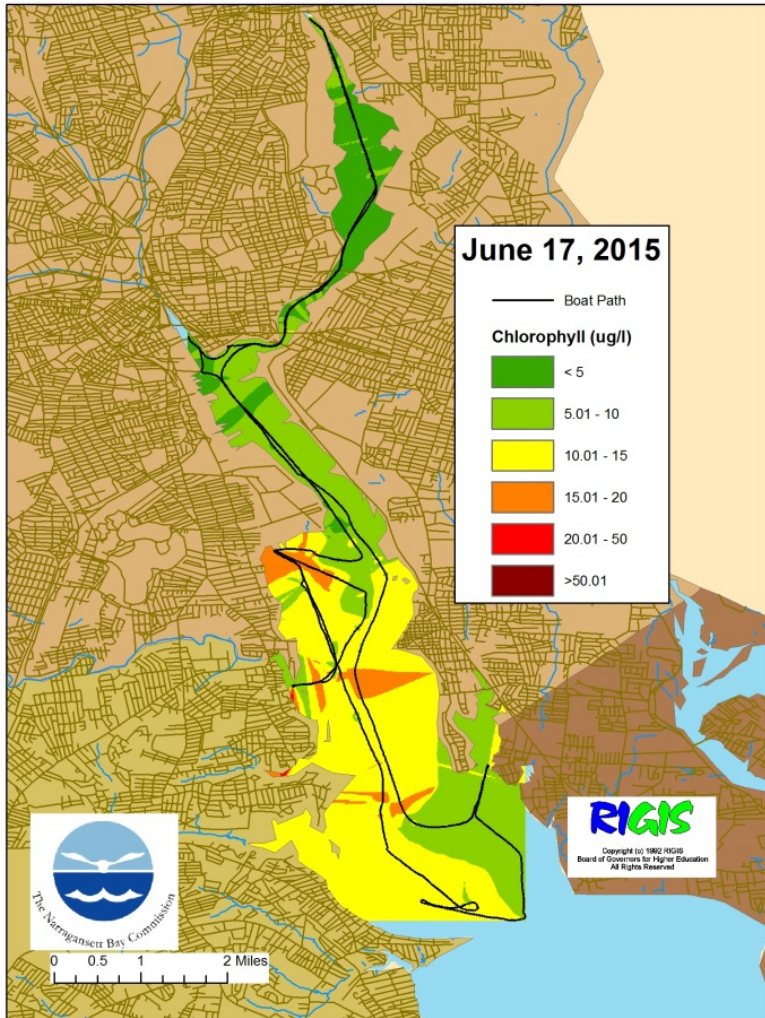 June 17, 2015
Boat Path
Chlorophyll (ug/l)
< 5
5.01 - 10
10.01 - 15
15.01 - 20
20.01 - 50
>50.01
RIGIS
Copyright (c) 1992 RIGIS
Board of Governors for Higher Education
All Rights Reserved
The Narragansett Bay Commission
0 0.5 1 2 Miles